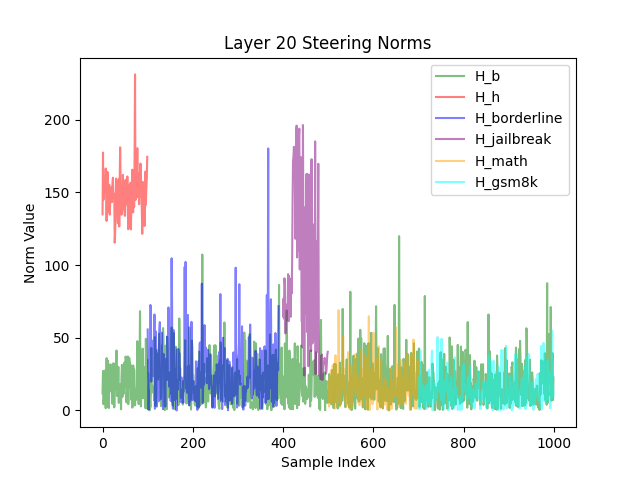 Layer 20 Steering Norms
H_b
H_h
H_borderline
H_jailbreak
H_math
H_gsm8k
200
150
100
50
0
Norm Value
0
200
400
600
800
1000
Sample Index